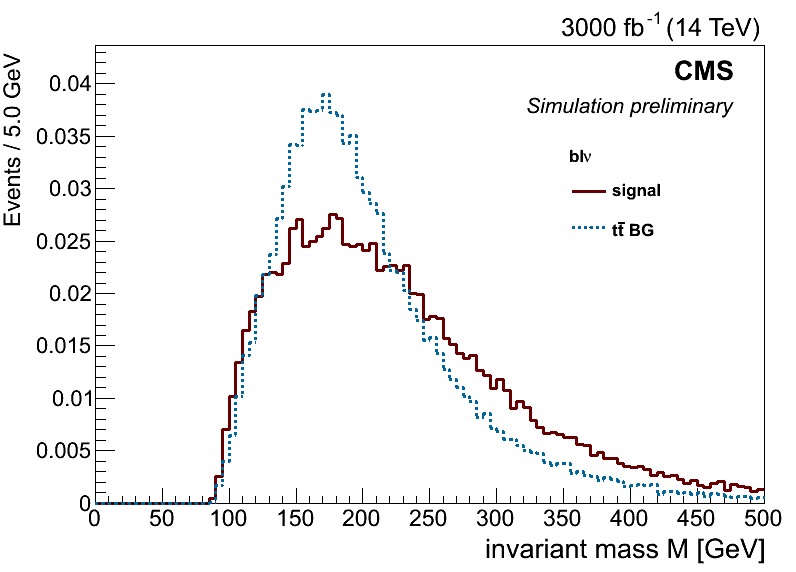 3000 fb⁻¹ (14 TeV)
CMS
Simulation preliminary
blν
signal
tt̄ BG
Events / 5.0 GeV
0.04
0.035
0.03
0.025
0.02
0.015
0.01
0.005
0
0 50 100 150 200 250 300 350 400 450 500
invariant mass M [GeV]